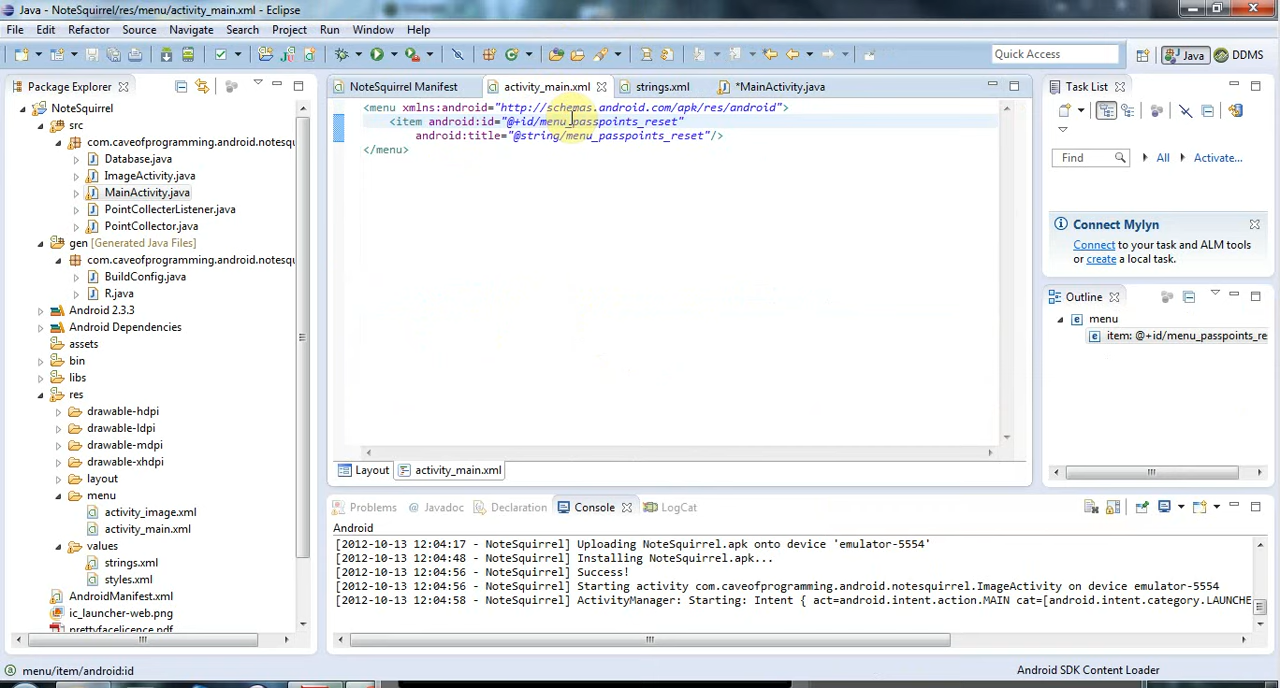 Java - NoteSquirrel/res/menu/activity_main.xml - Eclipse
File Edit Refactor Source Navigate Search Project Run Window Help
Quick Access
Java
DDMS
Package Explorer
NoteSquirrel
src
com.caveofprogramming.android.notesqu
Database.java
ImageActivity.java
MainActivity.java
PointCollecterListener.java
PointCollector.java
gen [Generated Java Files]
com.caveofprogramming.android.notesqu
BuildConfig.java
R.java
Android 2.3.3
Android Dependencies
assets
bin
libs
res
drawable-hdpi
drawable-ldpi
drawable-mdpi
drawable-xhdpi
layout
menu
activity_image.xml
activity_main.xml
values
strings.xml
styles.xml
AndroidManifest.xml
ic_launcher-web.png
prettyfacelicence.pdf
NoteSquirrel Manifest
activity_main.xml
strings.xml
*MainActivity.java
<menu xmlns:android="http://schemas.android.com/apk/res/android">
<item android:id="@+id/menu_passpoints_reset"
android:title="@string/menu_passpoints_reset"/>
</menu>
Layout
activity_main.xml
Problems @ Javadoc Declaration Console LogCat
Android
[2012-10-13 12:04:17 - NoteSquirrel] Uploading NoteSquirrel.apk onto device 'emulator-5554'
[2012-10-13 12:04:48 - NoteSquirrel] Installing NoteSquirrel.apk...
[2012-10-13 12:04:56 - NoteSquirrel] Success!
[2012-10-13 12:04:56 - NoteSquirrel] Starting activity com.caveofprogramming.android.notesquirrel.ImageActivity on device emulator-5554
[2012-10-13 12:04:58 - NoteSquirrel] ActivityManager: Starting: Intent { act=android.intent.action.MAIN cat=[android.intent.category.LAUNCHE
Task List
Find
All
Activate...
Connect Mylyn
Connect to your task and ALM tools
or create a local task.
Outline
menu
item: @+id/menu_passpoints_re
menu/item/android:id
Android SDK Content Loader